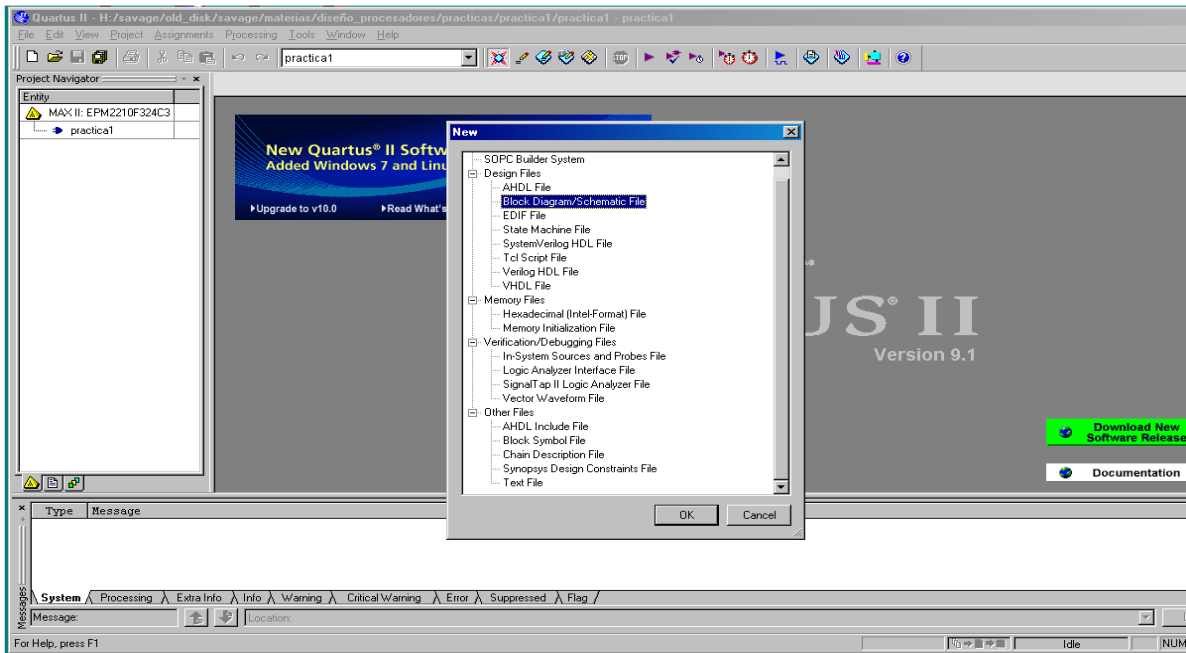 Quartus II - H:/savage/old_disk/savage/materias/diseño_procesadores/practicas/practica1/practica1 - practica1
File Edit View Project Assignments Processing Tools Window Help
practica1
STOP
Project Navigator
Entity
MAX II: EPM2210F324C3
practica1
New Quartus® II Softw
Added Windows 7 and Linu
Upgrade to v10.0 Read What's
New
SOPC Builder System
Design Files
AHDL File
Block Diagram/Schematic File
EDIF File
State Machine File
SystemVerilog HDL File
Tcl Script File
Verilog HDL File
VHDL File
Memory Files
Hexadecimal (Intel-Format) File
Memory Initialization File
Verification/Debugging Files
In-System Sources and Probes File
Logic Analyzer Interface File
SignalTap II Logic Analyzer File
Vector Waveform File
Other Files
AHDL Include File
Block Symbol File
Chain Description File
Synopsys Design Constraints File
Text File
OK Cancel
US® II
Version 9.1
Download New
Software Release
Documentation
Type Message
System Processing Extra Info Info Warning Critical Warning Error Suppressed Flag
Messages
Message: Location:
For Help, press F1 Idle NUM